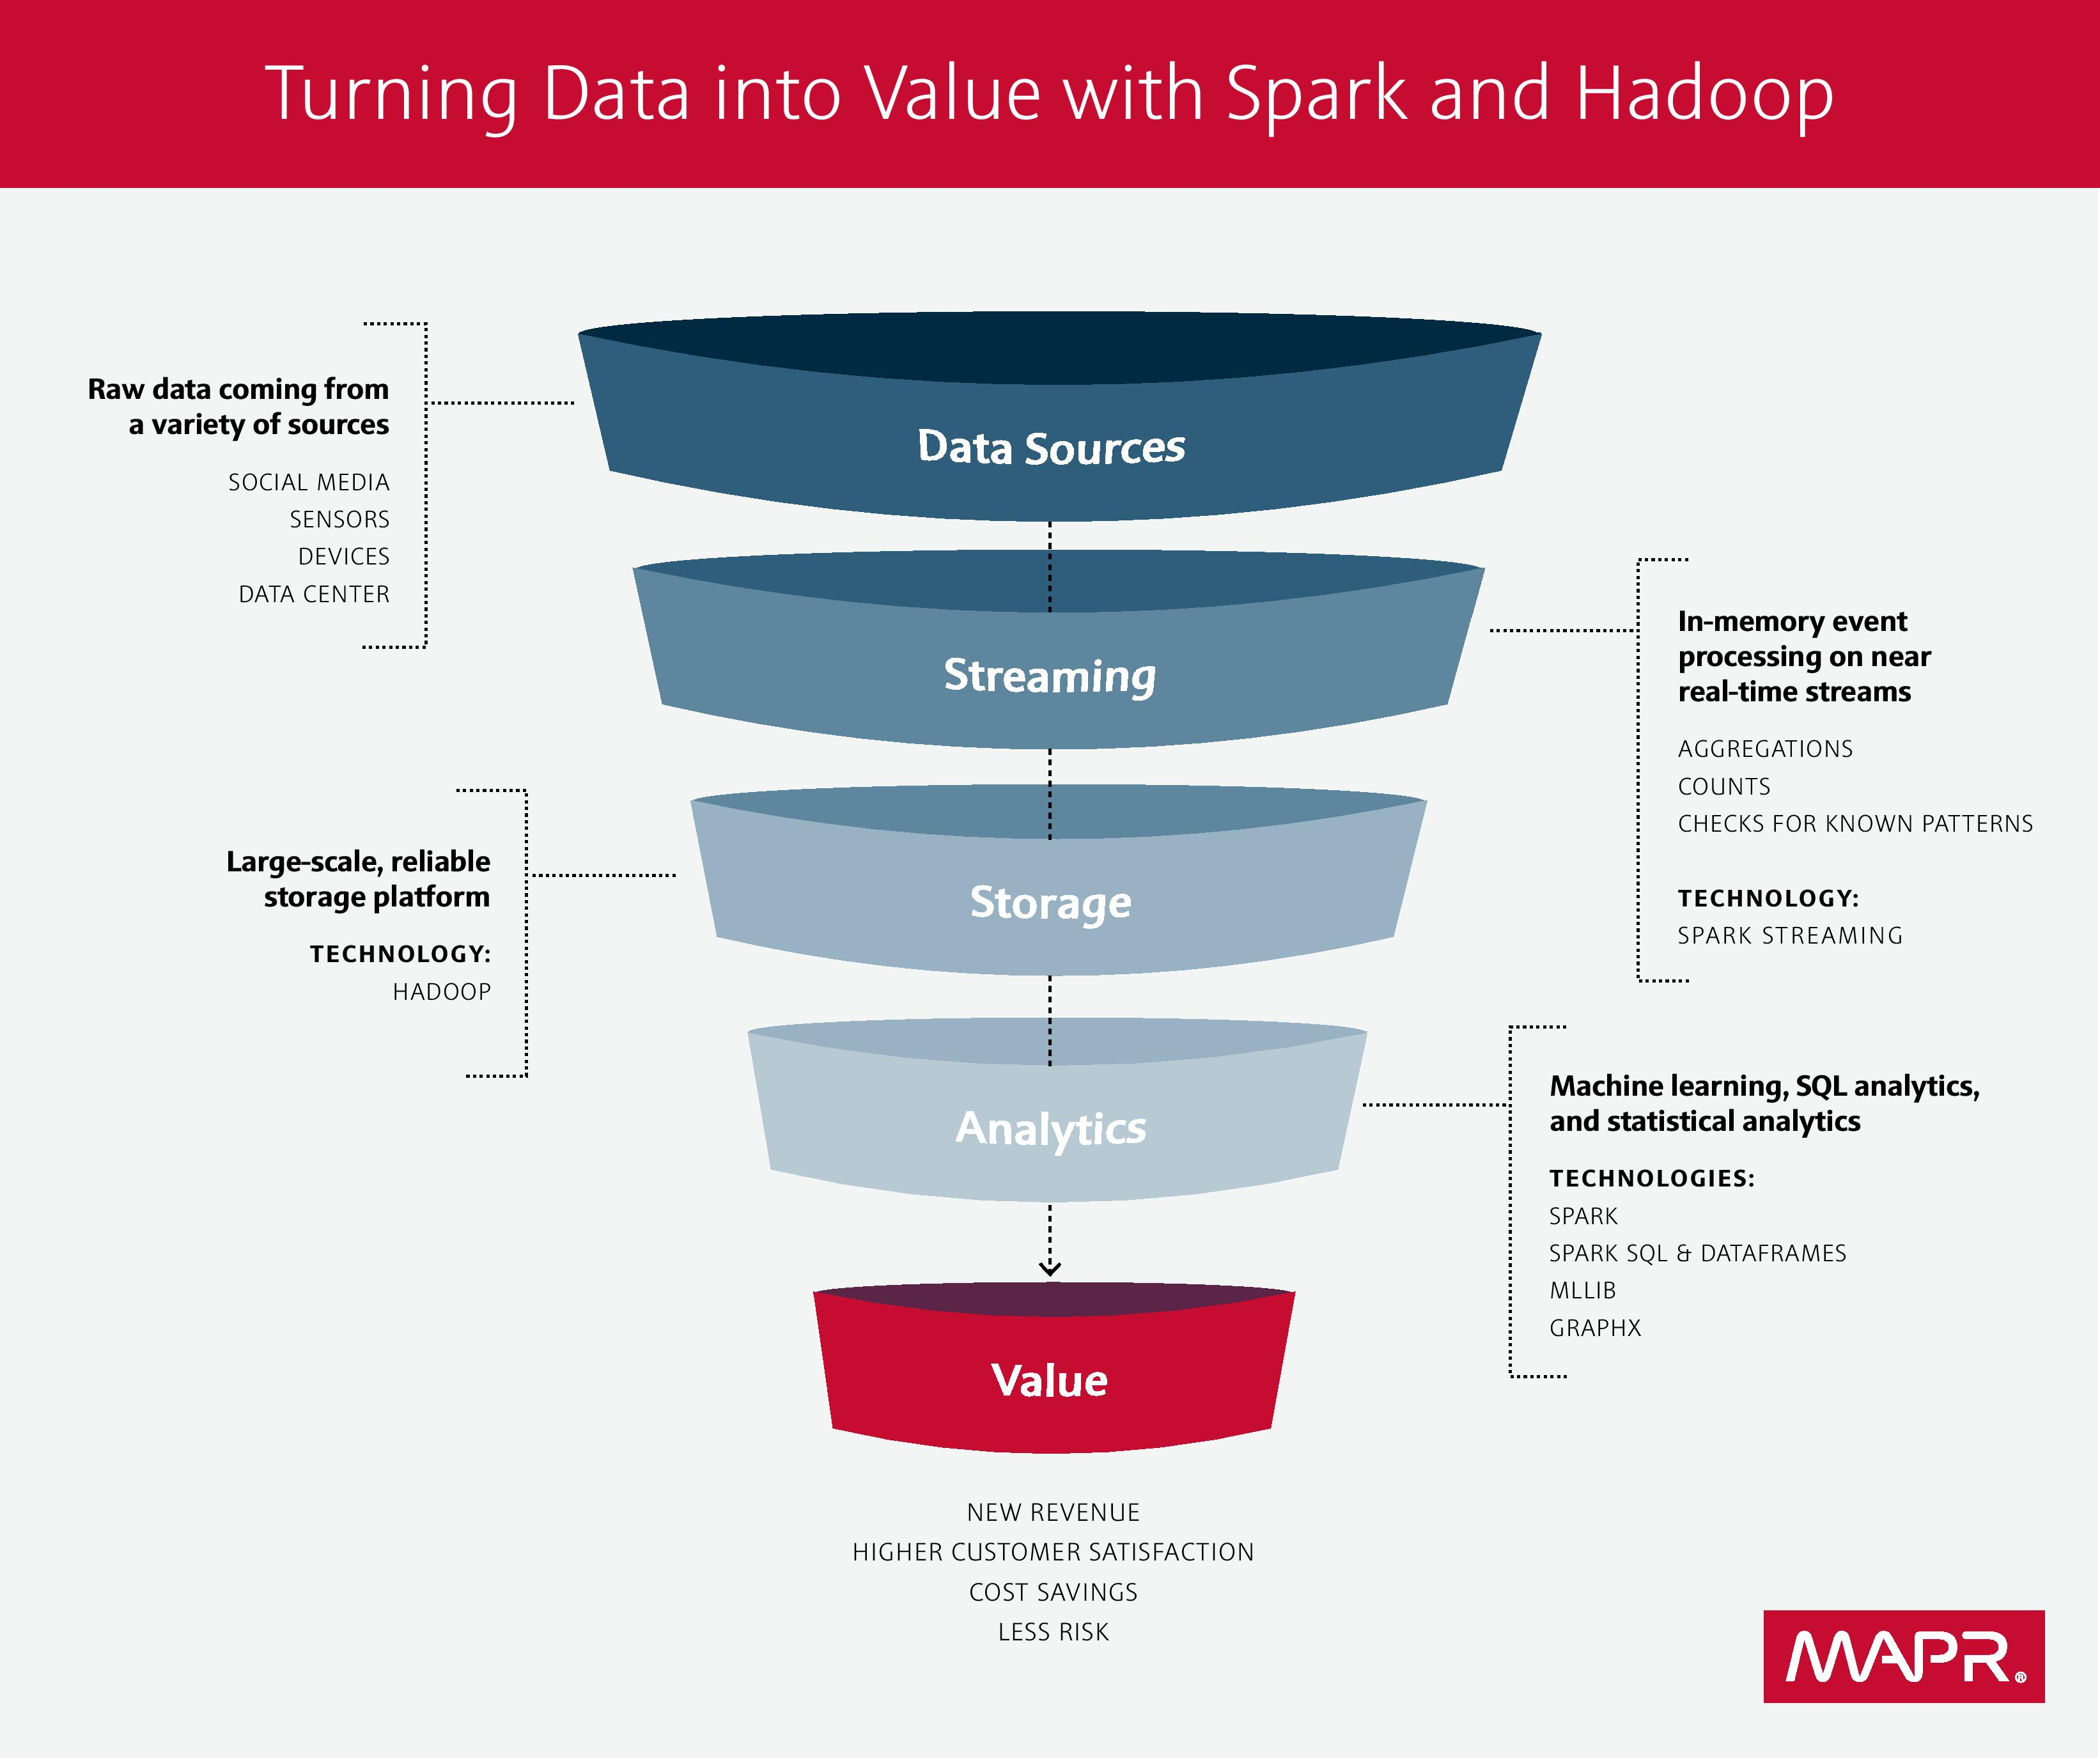 Turning Data into Value with Spark and Hadoop
Data Sources
Raw data coming from
a variety of sources
SOCIAL MEDIA
SENSORS
DEVICES
DATA CENTER
Streaming
In-memory event
processing on near
real-time streams
AGGREGATIONS
COUNTS
CHECKS FOR KNOWN PATTERNS
TECHNOLOGY:
SPARK STREAMING
Storage
Large-scale, reliable
storage platform
TECHNOLOGY:
HADOOP
Analytics
Machine learning, SQL analytics,
and statistical analytics
TECHNOLOGIES:
SPARK
SPARK SQL & DATAFRAMES
MLLIB
GRAPHX
Value
NEW REVENUE
HIGHER CUSTOMER SATISFACTION
COST SAVINGS
LESS RISK
MAPR®